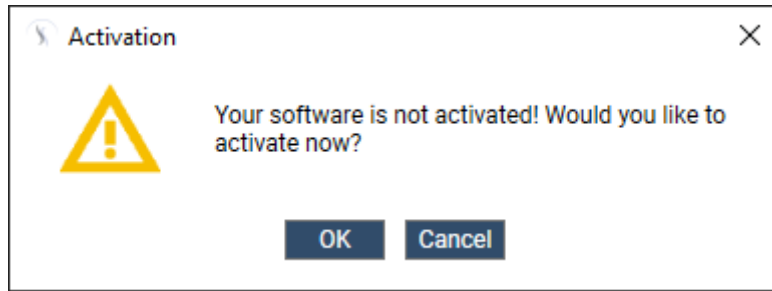 Activation
Your software is not activated! Would you like to
activate now?
OK Cancel